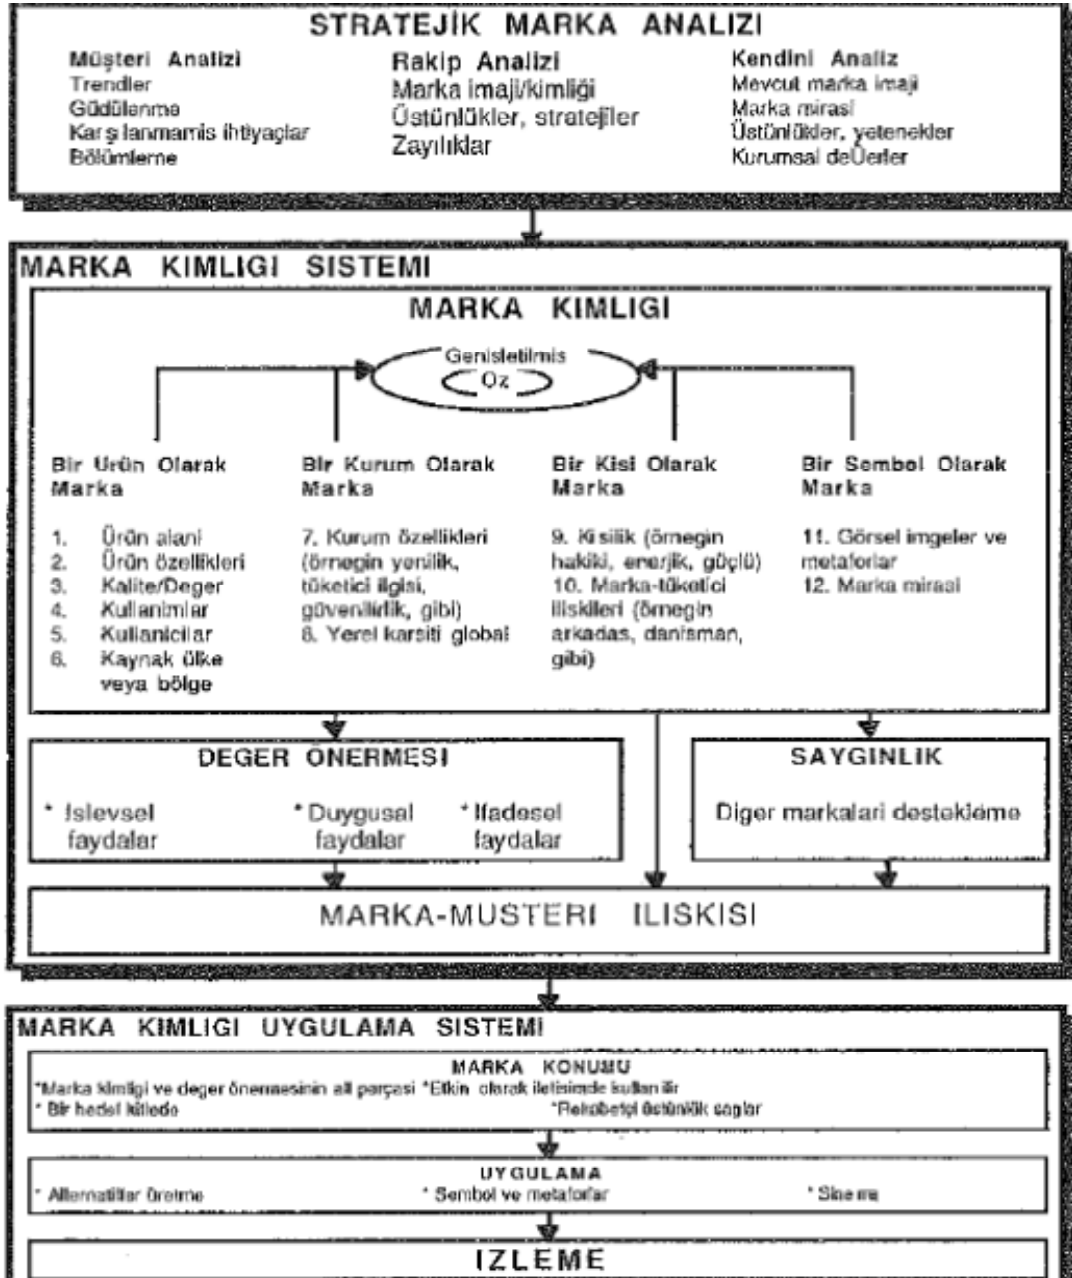 STRATEJİK MARKA ANALIZI
Müşteri Analizi
Trendler
Güdülenme
Karşılanmamis ihtiyaçlar
Bölümleme
Rakip Analizi
Marka imajı/kimliği
Üstünlükler, stratejiler
Zayılıklar
Kendini Analiz
Mevcut marka imaji
Marka mirasi
Üstünlükler, yetenekler
Kurumsal deÜerler
MARKA KIMLIGI SISTEMI
MARKA KIMLIGI
Genisletilmis
Oz
Bir Urün Olarak
Marka
1. Ürün alani
2. Ürün özellikleri
3. Kalite/Deger
4. Kullanimlar
5. Kullanicilar
6. Kaynak ülke
veya bölge
Bir Kurum Olarak
Marka
7. Kurum özellikleri
(örnegin yenilik,
tüketici ilgisi,
güvenilirlik, gibi)
8. Yerel karsiti global
Bir Kisi Olarak
Marka
9. Kisilik (örnegin
hakiki, enerjik, güçlü)
10. Marka-tüketici
iliskileri (örnegin
arkadas, danisman,
gibi)
Bir Sembol Olarak
Marka
11. Görsel imgeler ve
metaforlar
12. Marka mirasi
DEGER ÖNERMESI
* Islevsel
faydalar
* Duygusal
faydalar
* Ifadesel
faydalar
SAYGINLIK
Diger markalari destekleme
MARKA-MUSTERI ILISKISI
MARKA KIMLIGI UYGULAMA SISTEMI
MARKA KONUMU
*Marka kimligi ve deger önermesinin alt parçasi *Etkin olarak iletisimde kullanilir
* Bir hedef kitlede *Rekabetçi üstünlük saglar
UYGULAMA
* Alternatifler üretme * Sembol ve metaforlar
IZLEME